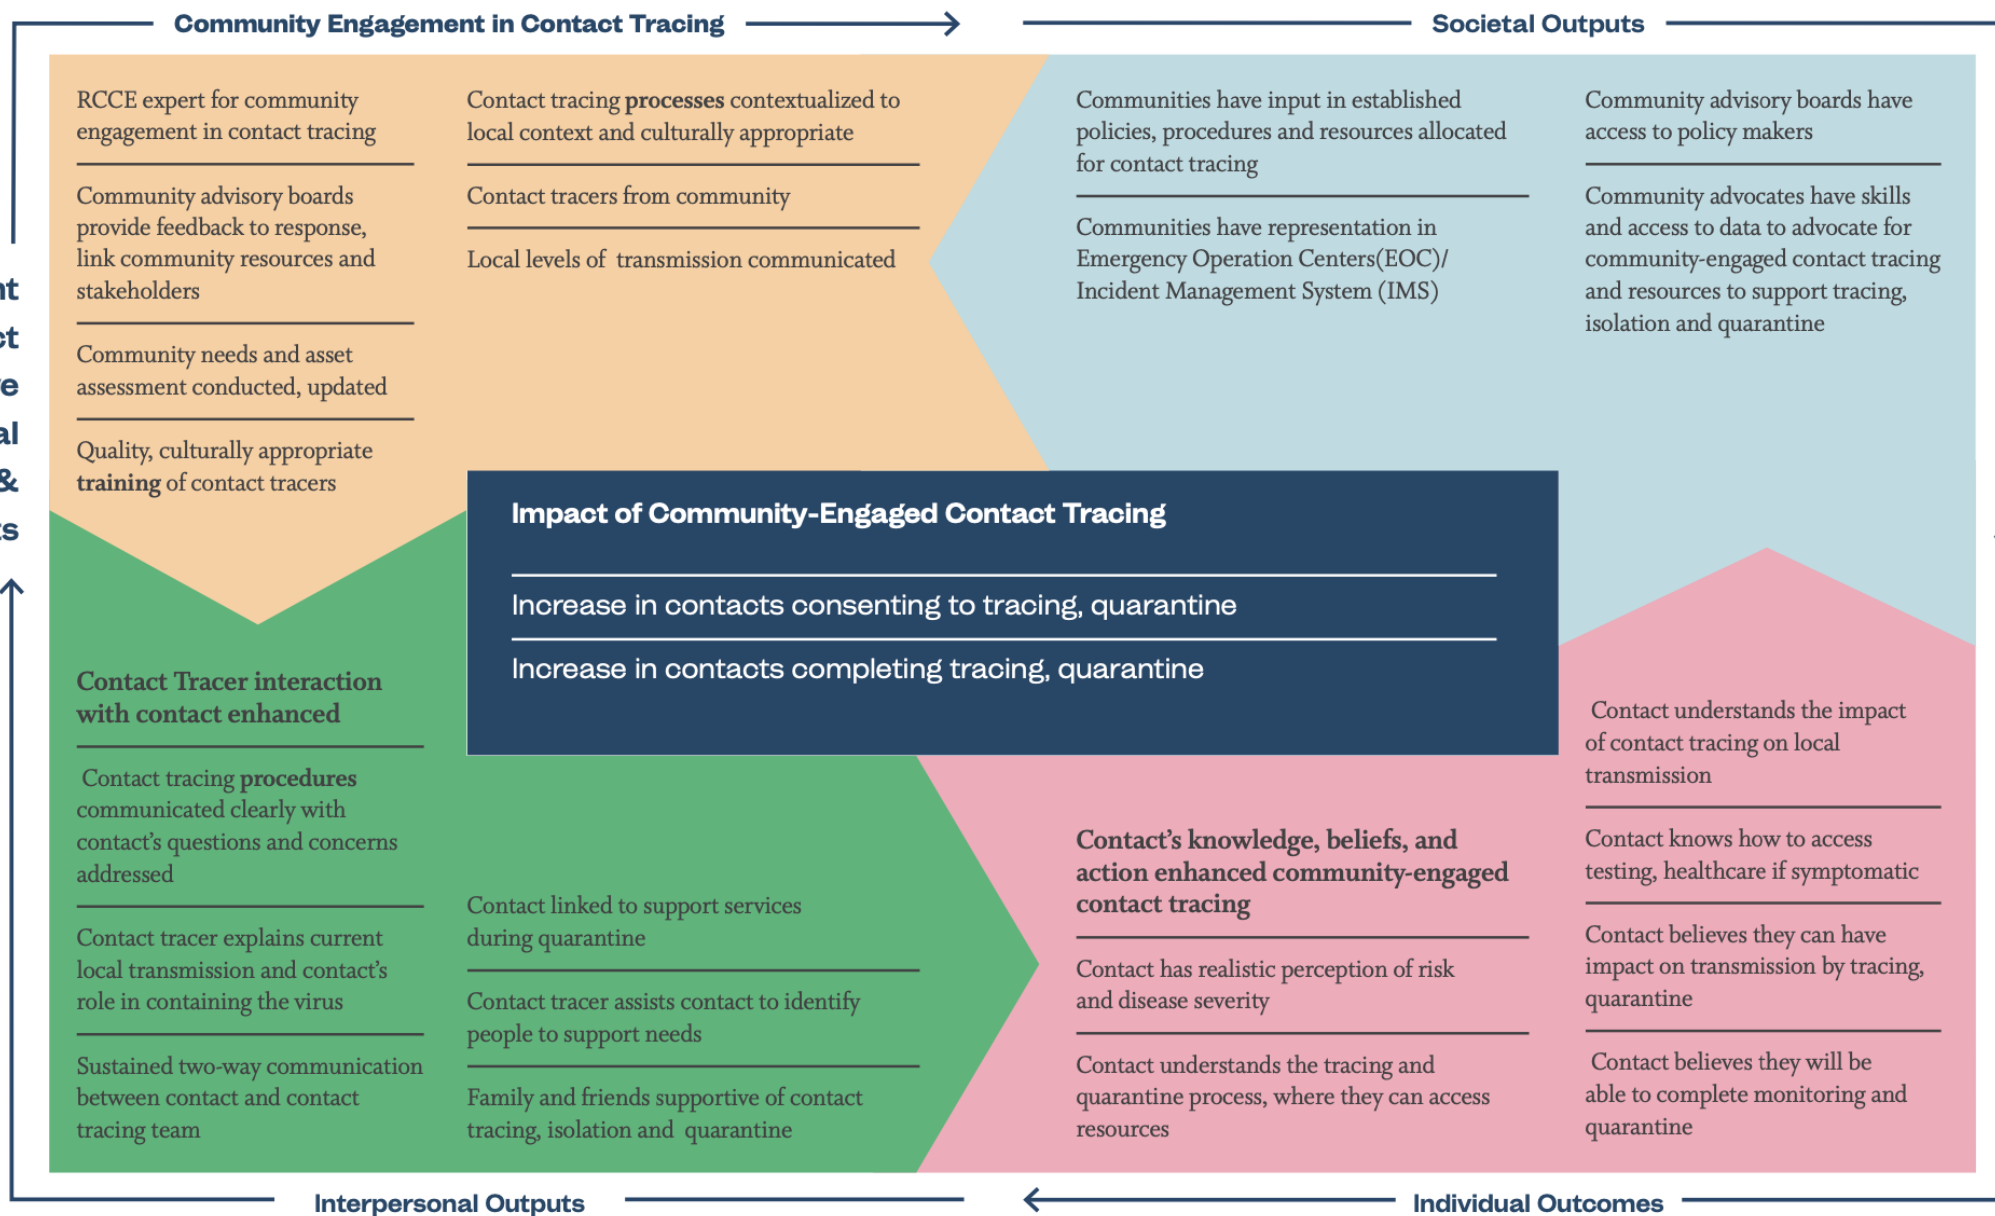 Community Engagement in Contact Tracing
Societal Outputs
RCCE expert for community
engagement in contact tracing
Community advisory boards
provide feedback to response,
link community resources and
stakeholders
Community needs and asset
assessment conducted, updated
Quality, culturally appropriate
training of contact tracers
Contact tracing processes contextualized to
local context and culturally appropriate
Contact tracers from community
Local levels of transmission communicated
Communities have input in established
policies, procedures and resources allocated
for contact tracing
Communities have representation in
Emergency Operation Centers(EOC)/
Incident Management System (IMS)
Community advisory boards have
access to policy makers
Community advocates have skills
and access to data to advocate for
community-engaged contact tracing
and resources to support tracing,
isolation and quarantine
&
Impact of Community-Engaged Contact Tracing
Increase in contacts consenting to tracing, quarantine
Increase in contacts completing tracing, quarantine
Contact Tracer interaction
with contact enhanced
Contact tracing procedures
communicated clearly with
contact's questions and concerns
addressed
Contact tracer explains current
local transmission and contact's
role in containing the virus
Sustained two-way communication
between contact and contact
tracing team
Contact linked to support services
during quarantine
Contact tracer assists contact to identify
people to support needs
Family and friends supportive of contact
tracing, isolation and quarantine
Contact's knowledge, beliefs, and
action enhanced community-engaged
contact tracing
Contact has realistic perception of risk
and disease severity
Contact understands the tracing and
quarantine process, where they can access
resources
Contact understands the impact
of contact tracing on local
transmission
Contact knows how to access
testing, healthcare if symptomatic
Contact believes they can have
impact on transmission by tracing,
quarantine
Contact believes they will be
able to complete monitoring and
quarantine
Interpersonal Outputs
Individual Outcomes